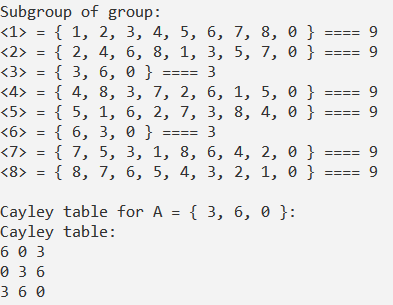 Subgroup of group:
<1> = { 1, 2, 3, 4, 5, 6, 7, 8, 0 } ==== 9
<2> = { 2, 4, 6, 8, 1, 3, 5, 7, 0 } ==== 9
<3> = { 3, 6, 0 } ==== 3
<4> = { 4, 8, 3, 7, 2, 6, 1, 5, 0 } ==== 9
<5> = { 5, 1, 6, 2, 7, 3, 8, 4, 0 } ==== 9
<6> = { 6, 3, 0 } ==== 3
<7> = { 7, 5, 3, 1, 8, 6, 4, 2, 0 } ==== 9
<8> = { 8, 7, 6, 5, 4, 3, 2, 1, 0 } ==== 9
Cayley table for A = { 3, 6, 0 }:
Cayley table:
6 0 3
0 3 6
3 6 0